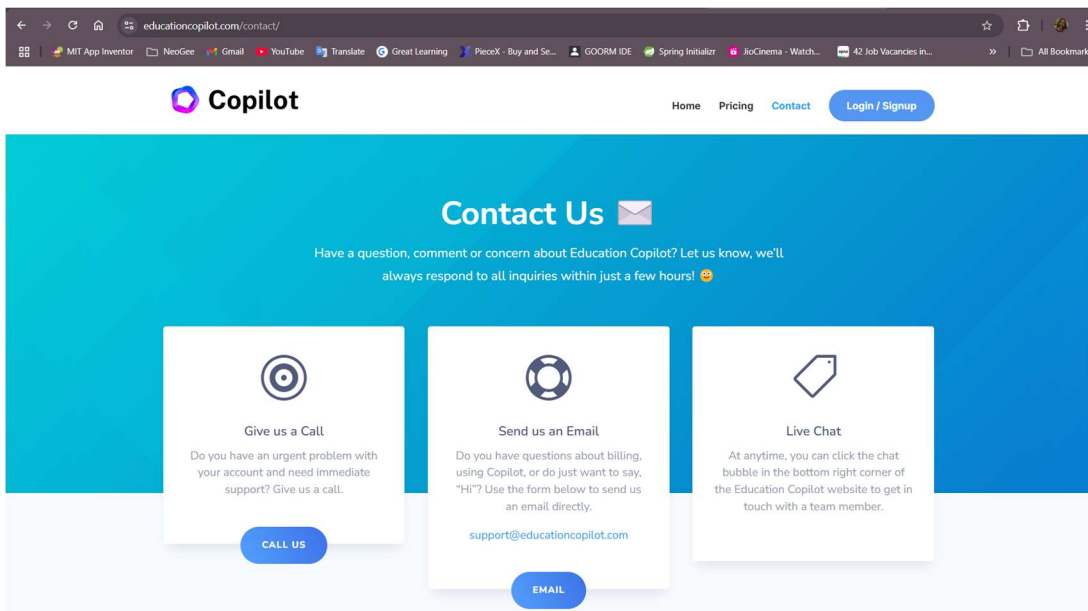 educationcopilot.com/contact/
MIT App Inventor NeoGee Gmail YouTube Translate Great Learning PieceX - Buy and Se... GOORM IDE Spring Initializr JioCinema - Watch... 42 Job Vacancies in... » All Bookmark
Copilot
Home Pricing Contact Login / Signup
Contact Us
Have a question, comment or concern about Education Copilot? Let us know, we'll
always respond to all inquiries within just a few hours!
Give us a Call
Do you have an urgent problem with
your account and need immediate
support? Give us a call.
CALL US
Send us an Email
Do you have questions about billing,
using Copilot, or do just want to say,
“Hi”? Use the form below to send us
an email directly.
support@educationcopilot.com
EMAIL
Live Chat
At anytime, you can click the chat
bubble in the bottom right corner of
the Education Copilot website to get in
touch with a team member.